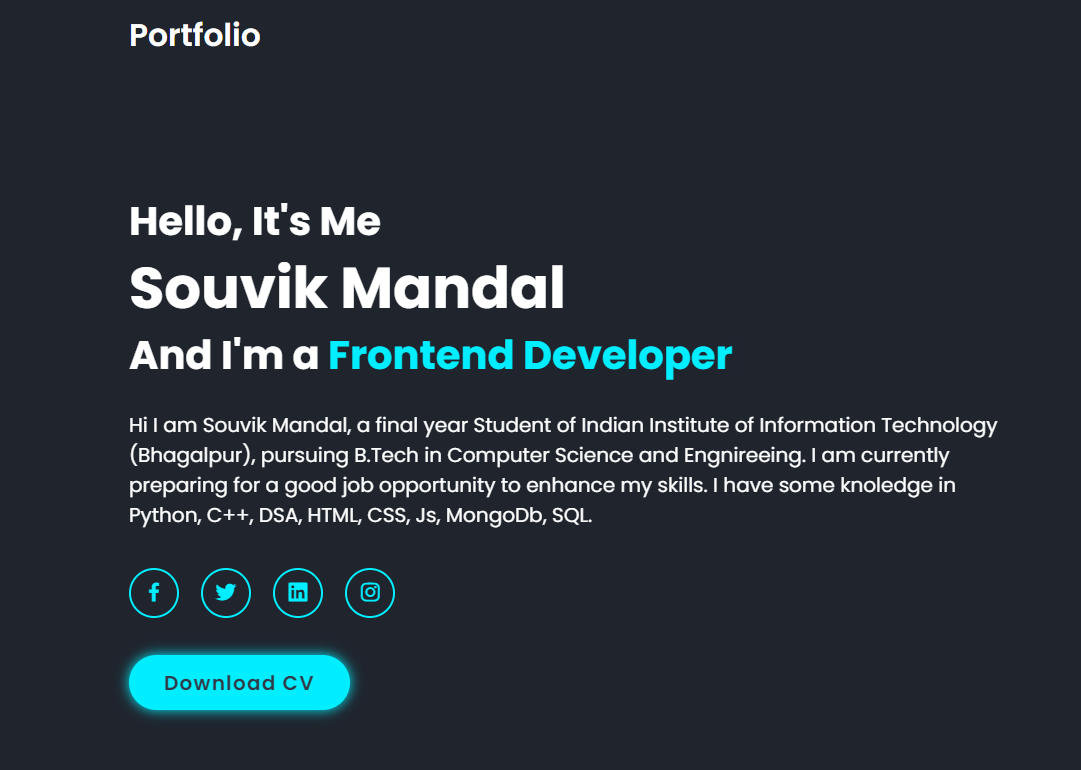 Portfolio
Hello, It's Me
Souvik Mandal
And I'm a Frontend Developer
Hi I am Souvik Mandal, a final year Student of Indian Institute of Information Technology
(Bhagalpur), pursuing B.Tech in Computer Science and Engnireeing. I am currently
preparing for a good job opportunity to enhance my skills. I have some knoledge in
Python, C++, DSA, HTML, CSS, Js, MongoDb, SQL.
Download CV